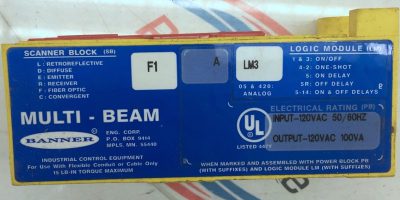 SCANNER BLOCK (SB)
L : RETROREFLECTIVE
D : DIFFUSE
E : EMITTER
R : RECEIVER
F : FIBER OPTIC
C : CONVERGENT
F1
A
LM3
05 & 420:
ANALOG
LOGIC MODULE (LM)
1 & 3: ON/OFF
4-2: ONE SHOT
5: ON DELAY
5R: OFF DELAY
5-14: ON & OFF DELAYS
MULTI - BEAM
BANNER
ENG. CORP.
P.O. BOX 9414
MPLS. MN. 55440
INDUSTRIAL CONTROL EQUIPMENT
For Use With Flexible Conduit or Cable Only
15 LB-IN TORQUE MAXIMUM
UL
LISTED 449Y
ELECTRICAL RATING (PB)
INPUT-120VAC 50/60HZ
OUTPUT-120VAC 100VA
WHEN MARKED AND ASSEMBLED WITH POWER BLOCK PB
(WITH SUFFIXES) AND LOGIC MODULE LM (WITH SUFFIXES)